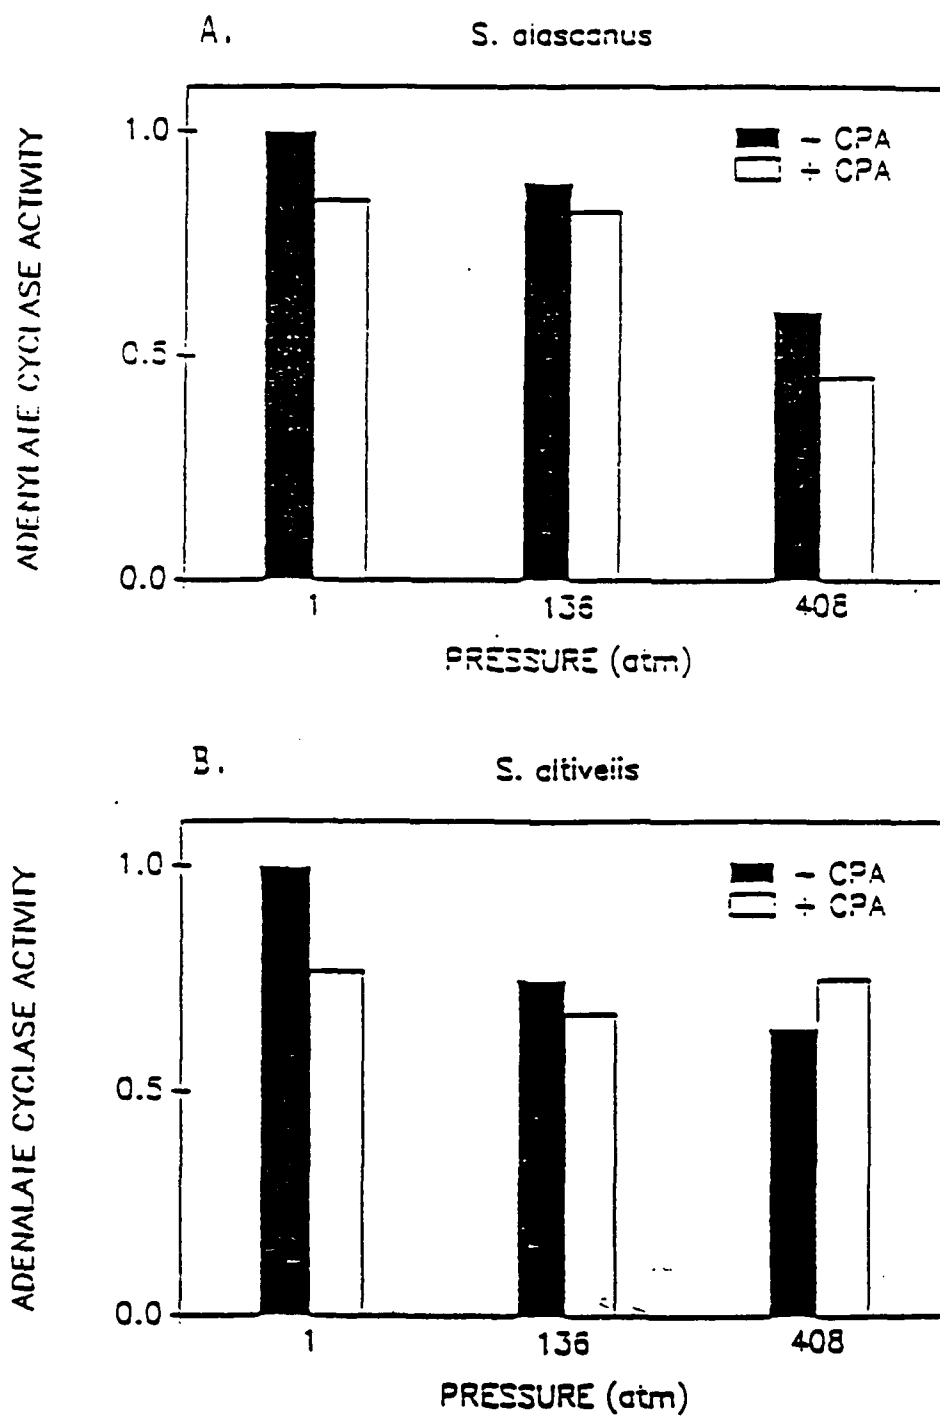 A.
S. alascanus
ADENYLATE CYCLASE ACTIVITY
1.0
0.5
0.0
- CPA
+ CPA
1
136
408
PRESSURE (atm)
B.
S. altivelis
ADENALATE CYCLASE ACTIVITY
1.0
0.5
0.0
- CPA
+ CPA
1
136
408
PRESSURE (atm)